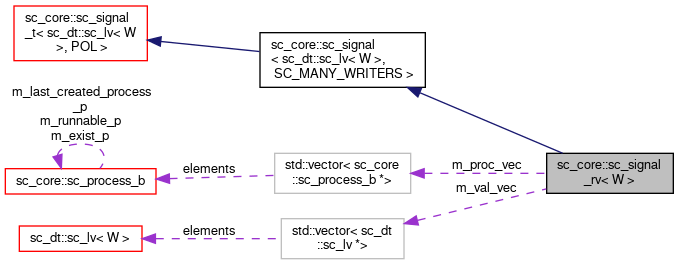 sc_core::sc_signal
_t< sc_dt::sc_lv< W
>, POL >
sc_core::sc_signal
< sc_dt::sc_lv< W >,
SC_MANY_WRITERS >
m_last_created_process
_p
m_runnable_p
m_exist_p
sc_core::sc_process_b
elements
std::vector< sc_core
::sc_process_b *>
m_proc_vec
sc_core::sc_signal
_rv< W >
m_val_vec
sc_dt::sc_lv< W >
elements
std::vector< sc_dt
::sc_lv *>